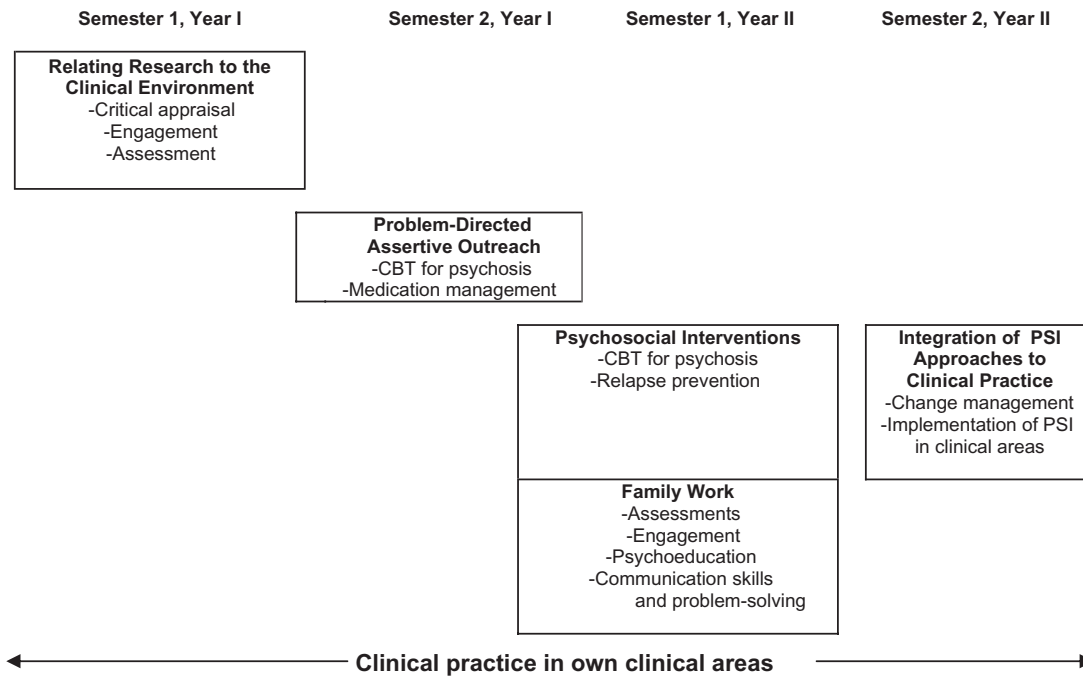 Semester 1, Year I
Semester 2, Year I
Semester 1, Year II
Semester 2, Year II
Relating Research to the
Clinical Environment
-Critical appraisal
-Engagement
-Assessment
Problem-Directed
Assertive Outreach
-CBT for psychosis
-Medication management
Psychosocial Interventions
-CBT for psychosis
-Relapse prevention
Integration of PSI
Approaches to
Clinical Practice
-Change management
-Implementation of PSI
in clinical areas
Family Work
-Assessments
-Engagement
-Psychoeducation
-Communication skills
and problem-solving
Clinical practice in own clinical areas